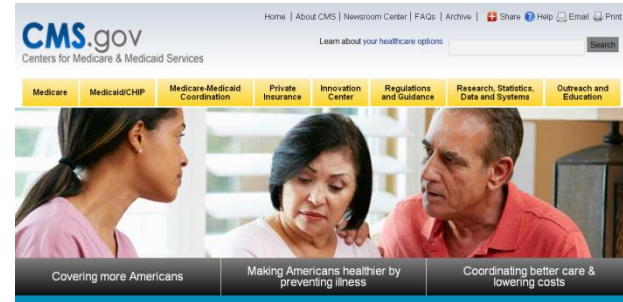 Home | About CMS | Newsroom Center | FAQs | Archive | Share Help Email Print
CMS.gov
Centers for Medicare & Medicaid Services
Learn about your healthcare options
Search
Medicare
Medicaid/CHIP
Medicare-Medicaid
Coordination
Private
Insurance
Innovation
Center
Regulations
and Guidance
Research, Statistics,
Data and Systems
Outreach and
Education
Covering more Americans
Making Americans healthier by
preventing illness
Coordinating better care &
lowering costs